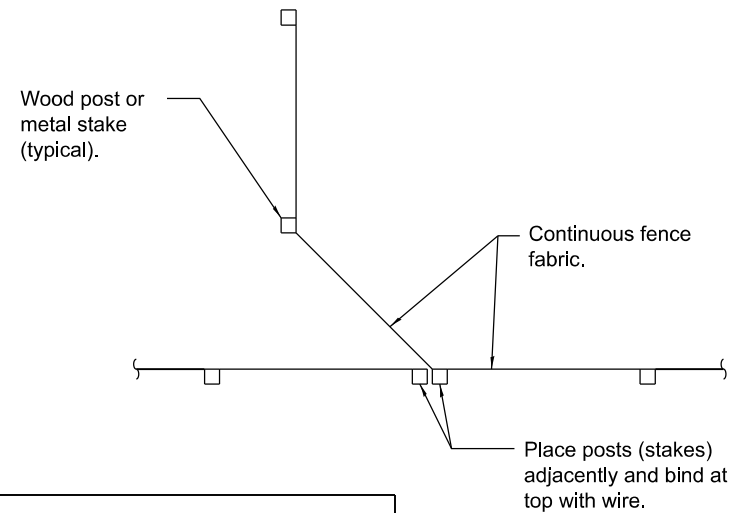 Wood post or
metal stake
(typical).
Continuous fence
fabric.
Place posts (stakes)
adjacently and bind at
top with wire.